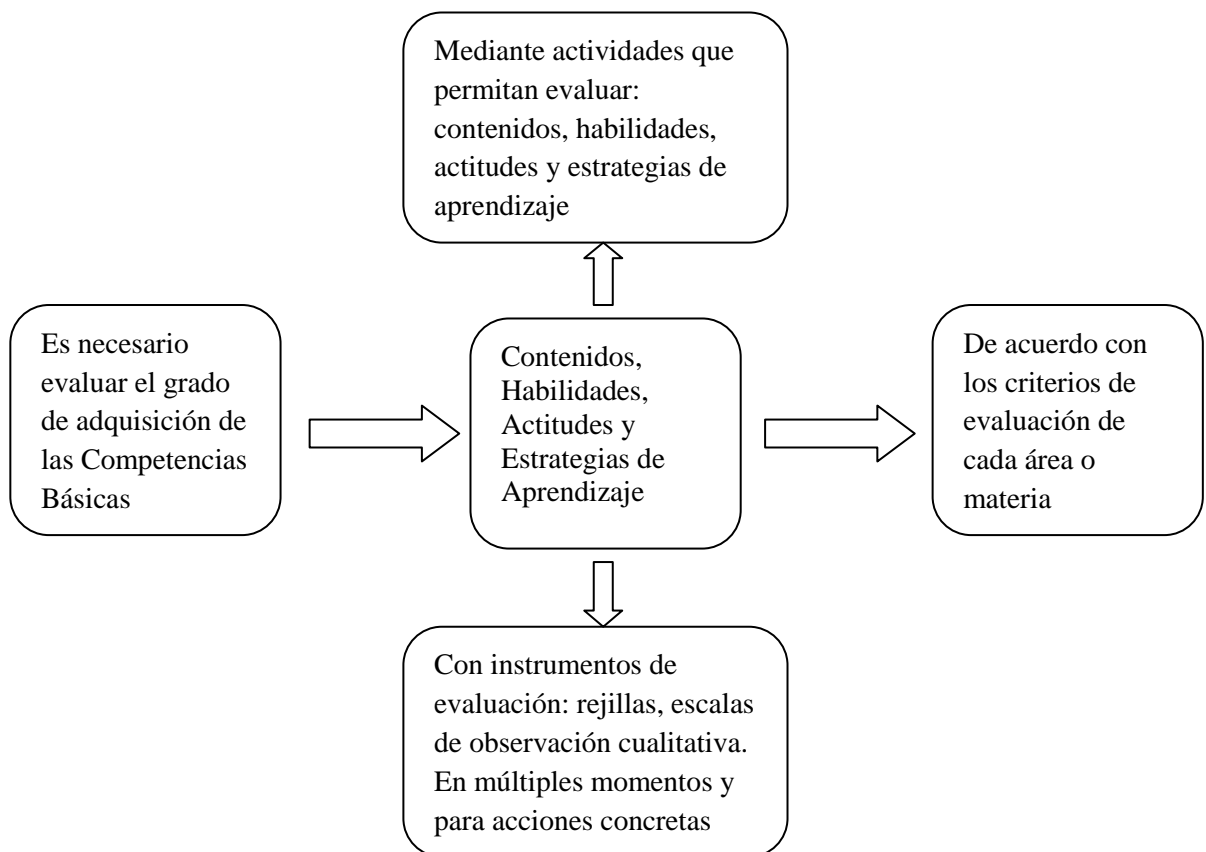 Mediante actividades que
permitan evaluar:
contenidos, habilidades,
actitudes y estrategias de
aprendizaje
Es necesario
evaluar el grado
de adquisición de
las Competencias
Básicas
Contenidos,
Habilidades,
Actitudes y
Estrategias de
Aprendizaje
De acuerdo con
los criterios de
evaluación de
cada área o
materia
Con instrumentos de
evaluación: rejillas, escalas
de observación cualitativa.
En múltiples momentos y
para acciones concretas